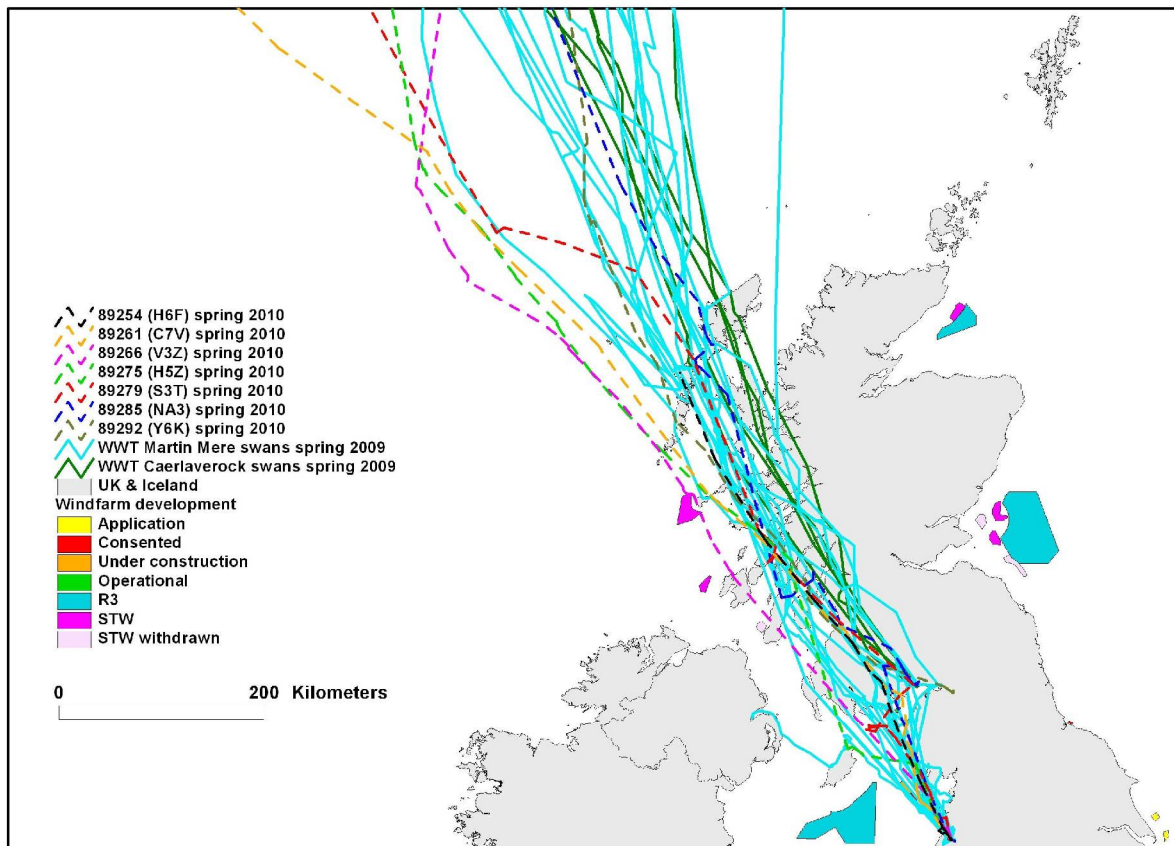 89254 (H6F) spring 2010
89261 (C7V) spring 2010
89266 (V3Z) spring 2010
89275 (H5Z) spring 2010
89279 (S3T) spring 2010
89285 (NA3) spring 2010
89292 (Y6K) spring 2010
WWT Martin Mere swans spring 2009
WWT Caerlaverock swans spring 2009
UK & Iceland
Windfarm development
Application
Consented
Under construction
Operational
R3
STW
STW withdrawn
0 200 Kilometers